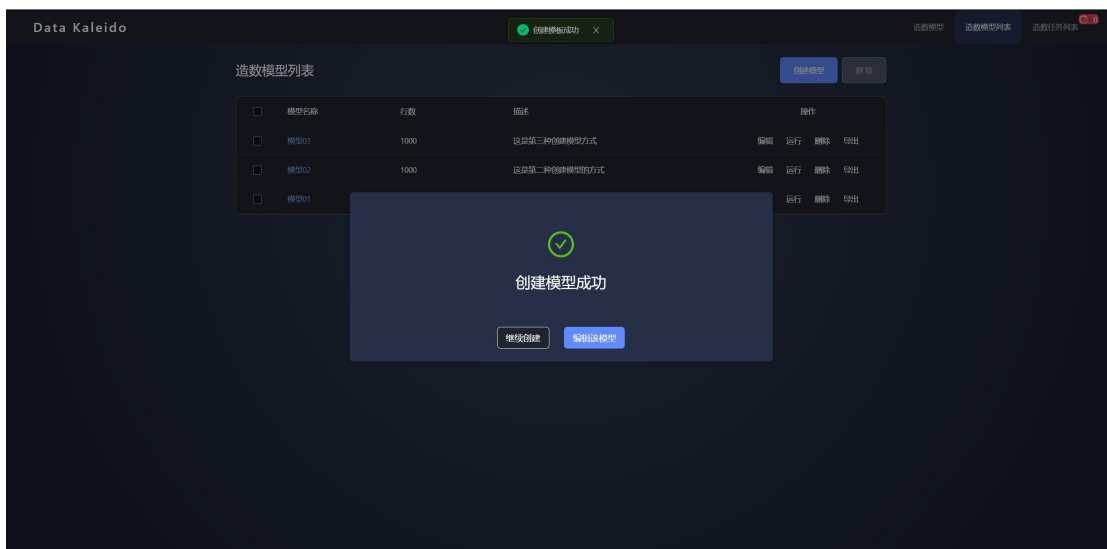 Data Kaleido 创建模板成功 X 造数模型 造数模型列表 造数任务列表 0
造数模型列表 创建模型 删除
模型名称 行数 描述 操作
模型03 1000 这是第三种创建模型方式 编辑 运行 删除 导出
模型02 1000 这是第二种创建模型的方式 编辑 运行 删除 导出
模型01 运行 删除 导出
创建模型成功
继续创建 编辑该模型